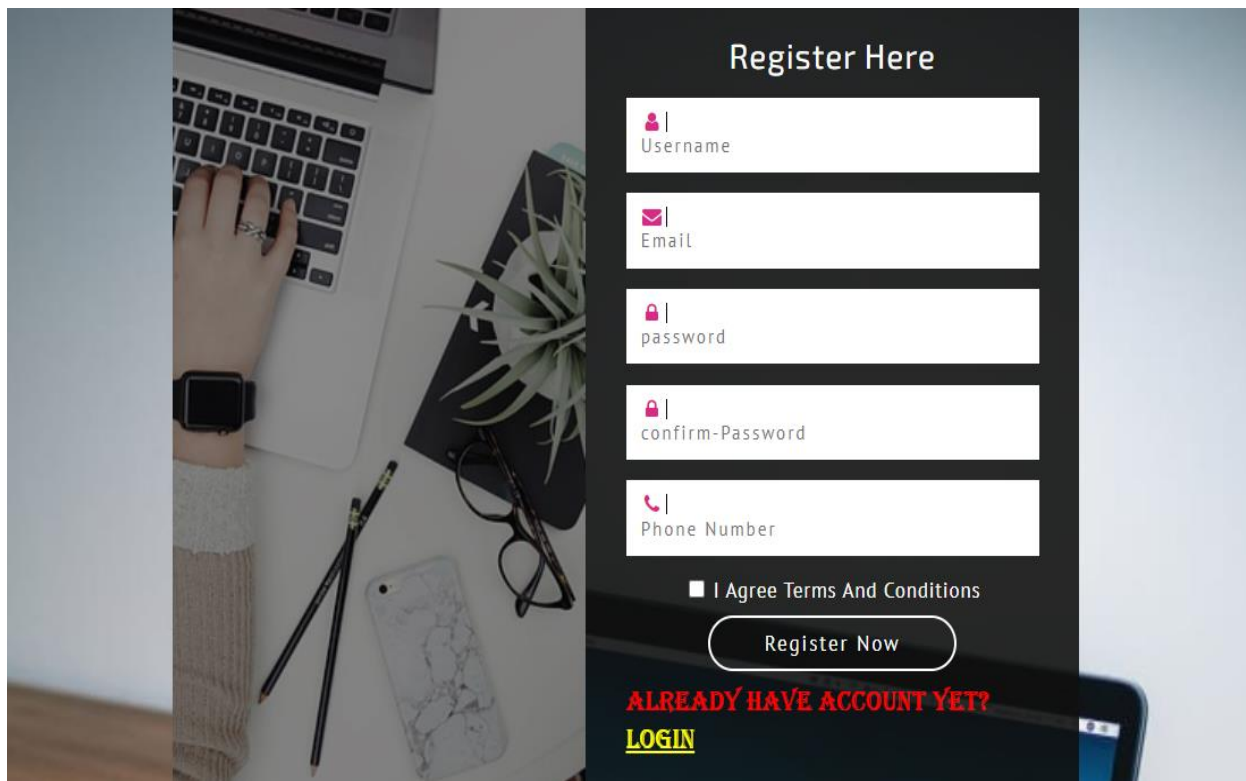 Register Here
Username
Email
password
confirm-Password
Phone Number
I Agree Terms And Conditions
Register Now
ALREADY HAVE ACCOUNT YET?
LOGIN